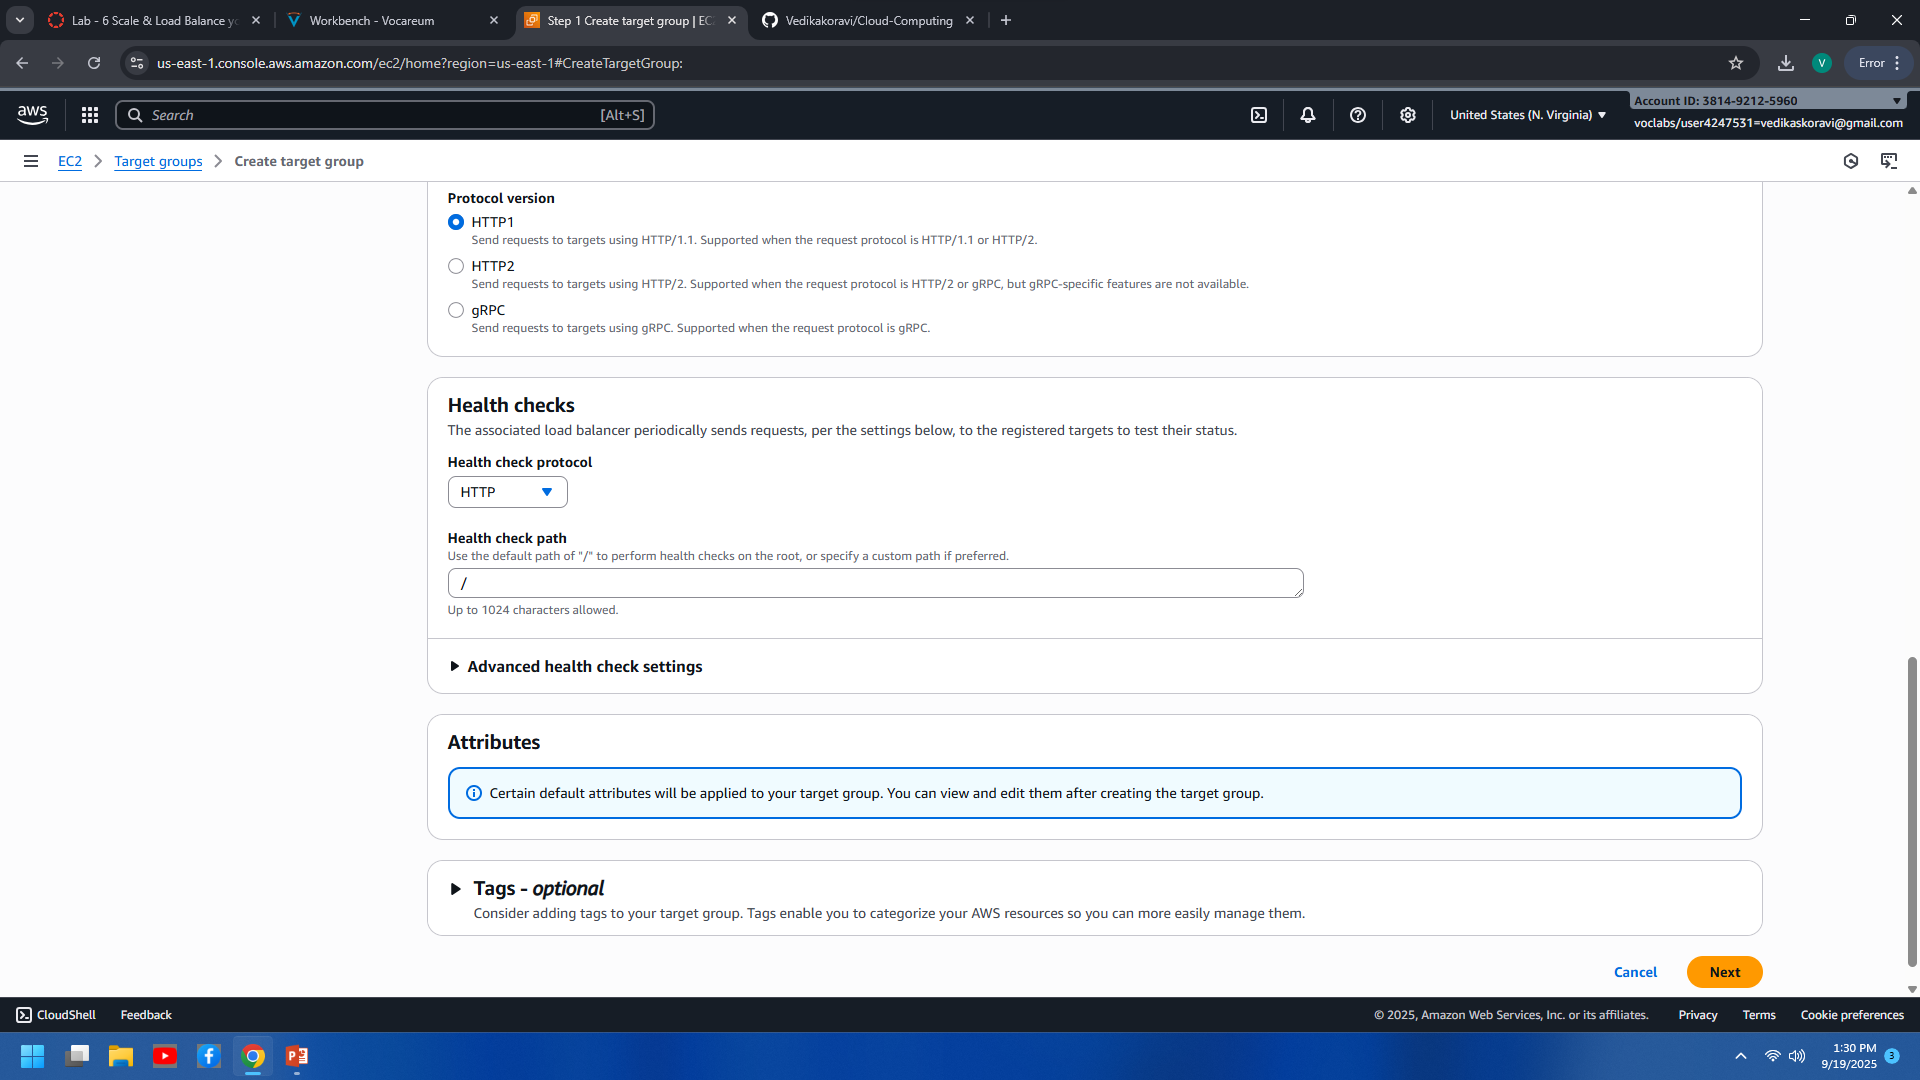 Lab - 6 Scale & Load Balance yo
Workbench - Vocareum
Step 1 Create target group | EC
Vedikakoravi/Cloud-Computing
us-east-1.console.aws.amazon.com/ec2/home?region=us-east-1#CreateTargetGroup:
V
Error
aws
Search
[Alt+S]
United States (N. Virginia)
Account ID: 3814-9212-5960
voclabs/user4247531=vedikaskoravi@gmail.com
EC2
Target groups
Create target group
Protocol version
HTTP1
Send requests to targets using HTTP/1.1. Supported when the request protocol is HTTP/1.1 or HTTP/2.
HTTP2
Send requests to targets using HTTP/2. Supported when the request protocol is HTTP/2 or gRPC, but gRPC-specific features are not available.
gRPC
Send requests to targets using gRPC. Supported when the request protocol is gRPC.
Health checks
The associated load balancer periodically sends requests, per the settings below, to the registered targets to test their status.
Health check protocol
HTTP
Health check path
Use the default path of "/" to perform health checks on the root, or specify a custom path if preferred.
/
Up to 1024 characters allowed.
Advanced health check settings
Attributes
Certain default attributes will be applied to your target group. You can view and edit them after creating the target group.
Tags - optional
Consider adding tags to your target group. Tags enable you to categorize your AWS resources so you can more easily manage them.
Cancel
Next
CloudShell
Feedback
© 2025, Amazon Web Services, Inc. or its affiliates.
Privacy
Terms
Cookie preferences
1:30 PM
9/19/2025
3